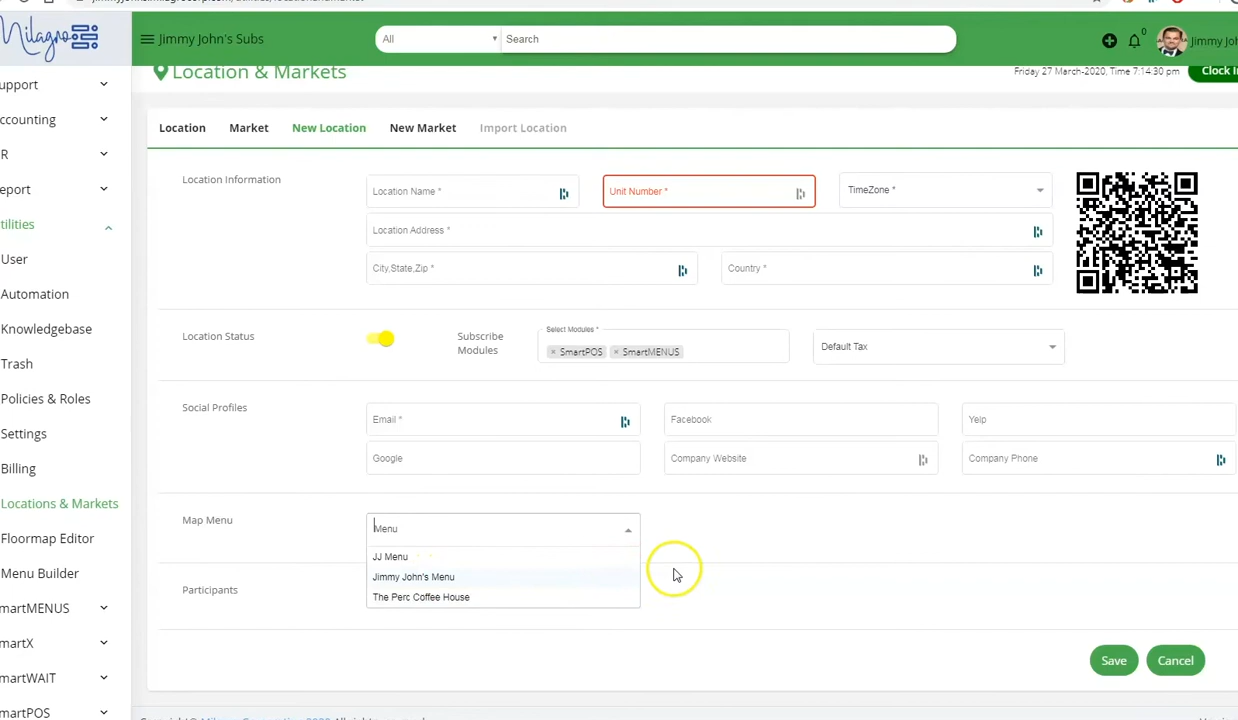 Milagro
Jimmy John's Subs
All
Search
0
Jimmy Joh
Location & Markets
Friday 27 March-2020, Time 7:14:30 pm
Clock In
upport
ccounting
R
eport
tilities
User
Automation
Knowledgebase
Trash
Policies & Roles
Settings
Billing
Locations & Markets
Floormap Editor
Menu Builder
martMENUS
martX
martWAIT
martPOS
Location Market New Location New Market Import Location
Location Information
Location Name *
Unit Number *
TimeZone *
Location Address *
City,State,Zip *
Country *
Location Status
Subscribe
Modules
Select Modules *
× SmartPOS × SmartMENUS
Default Tax
Social Profiles
Email *
Facebook
Yelp
Google
Company Website
Company Phone
Map Menu
Menu
JJ Menu
Jimmy John's Menu
The Perc Coffee House
Participants
Save
Cancel